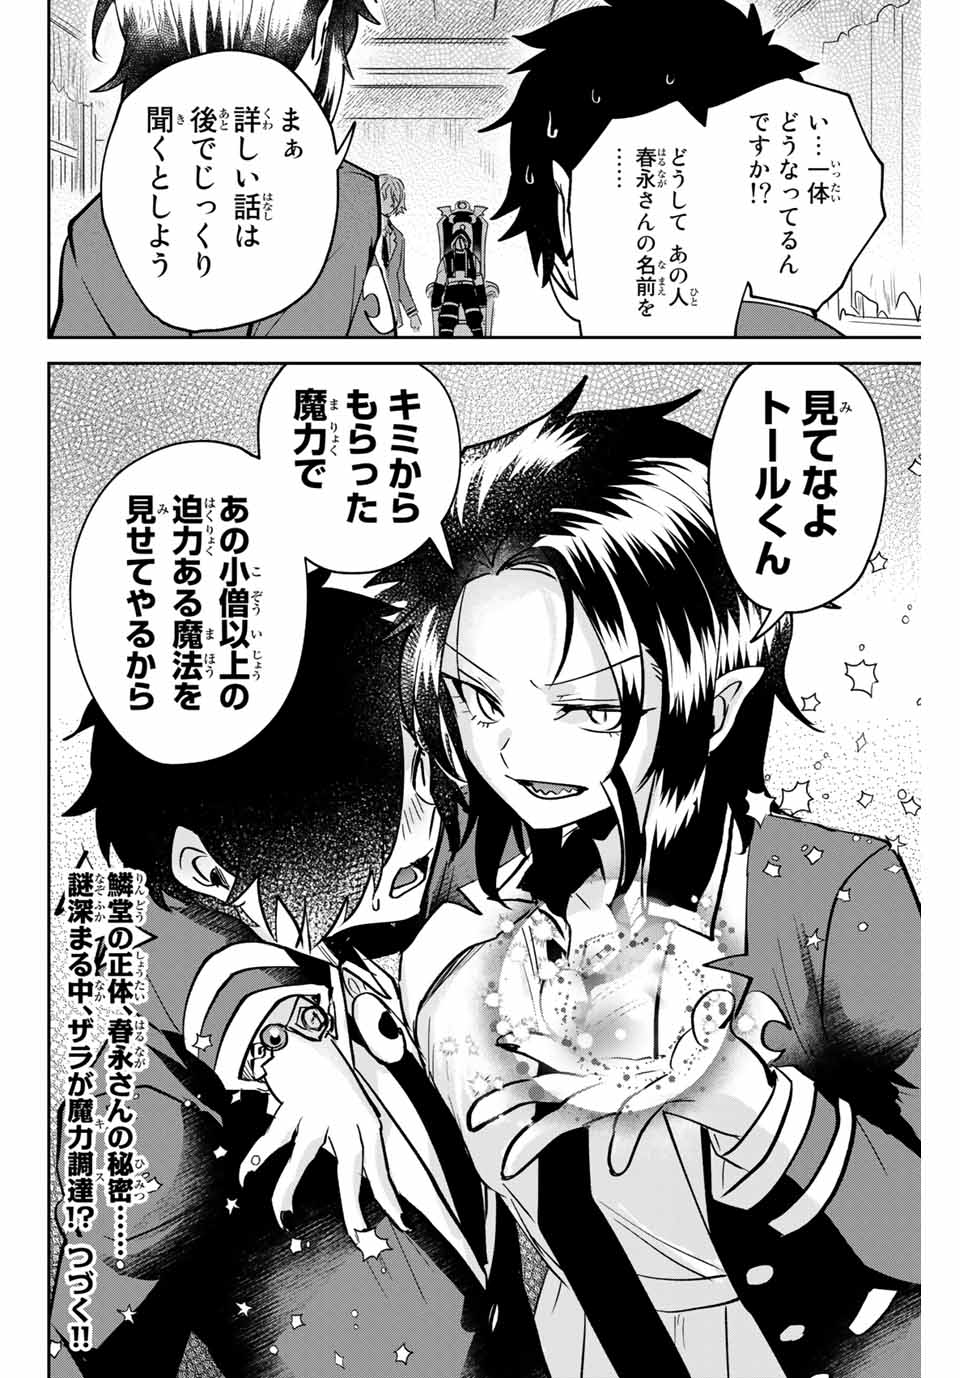 い…一体
どうなってるん
ですか!?
どうして あの人
春永さんの名前を
……
まぁ
詳しい話は
後でじっくり
聞くとしよう
見てなよ
トールくん
キミから
もらった
魔力で
あの小僧以上の
迫力ある魔法を
見せてやるから
鱗堂の正体、春永さんの秘密……
謎深まる中、ザラが魔力調達!? つづく!!